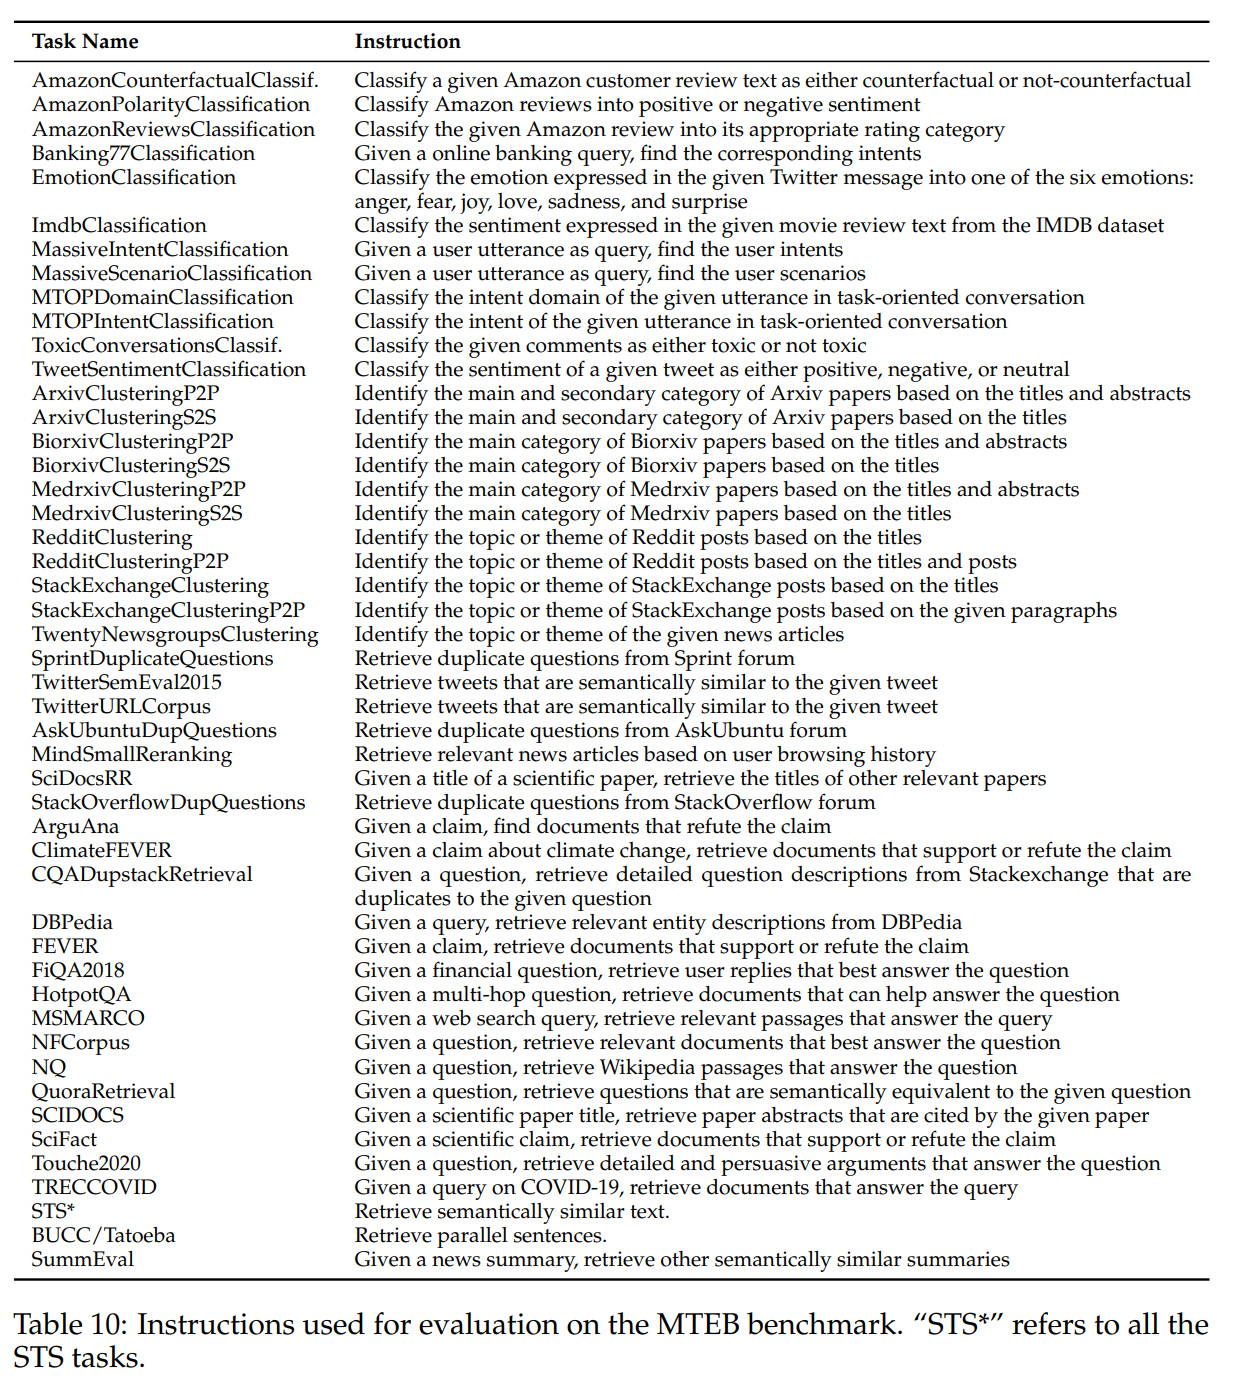 Task Name Instruction
AmazonCounterfactualClassif. Classify a given Amazon customer review text as either counterfactual or not-counterfactual
AmazonPolarityClassification Classify Amazon reviews into positive or negative sentiment
AmazonReviewsClassification Classify the given Amazon review into its appropriate rating category
Banking77Classification Given a online banking query, find the corresponding intents
EmotionClassification Classify the emotion expressed in the given Twitter message into one of the six emotions:
anger, fear, joy, love, sadness, and surprise
ImdbClassification Classify the sentiment expressed in the given movie review text from the IMDB dataset
MassiveIntentClassification Given a user utterance as query, find the user intents
MassiveScenarioClassification Given a user utterance as query, find the user scenarios
MTOPDomainClassification Classify the intent domain of the given utterance in task-oriented conversation
MTOPIntentClassification Classify the intent of the given utterance in task-oriented conversation
ToxicConversationsClassif. Classify the given comments as either toxic or not toxic
TweetSentimentClassification Classify the sentiment of a given tweet as either positive, negative, or neutral
ArxivClusteringP2P Identify the main and secondary category of Arxiv papers based on the titles and abstracts
ArxivClusteringS2S Identify the main and secondary category of Arxiv papers based on the titles
BiorxivClusteringP2P Identify the main category of Biorxiv papers based on the titles and abstracts
BiorxivClusteringS2S Identify the main category of Biorxiv papers based on the titles
MedrxivClusteringP2P Identify the main category of Medrxiv papers based on the titles and abstracts
MedrxivClusteringS2S Identify the main category of Medrxiv papers based on the titles
RedditClustering Identify the topic or theme of Reddit posts based on the titles
RedditClusteringP2P Identify the topic or theme of Reddit posts based on the titles and posts
StackExchangeClustering Identify the topic or theme of StackExchange posts based on the titles
StackExchangeClusteringP2P Identify the topic or theme of StackExchange posts based on the given paragraphs
TwentyNewsgroupsClustering Identify the topic or theme of the given news articles
SprintDuplicateQuestions Retrieve duplicate questions from Sprint forum
TwitterSemEval2015 Retrieve tweets that are semantically similar to the given tweet
TwitterURLCorpus Retrieve tweets that are semantically similar to the given tweet
AskUbuntuDupQuestions Retrieve duplicate questions from AskUbuntu forum
MindSmallReranking Retrieve relevant news articles based on user browsing history
SciDocsRR Given a title of a scientific paper, retrieve the titles of other relevant papers
StackOverflowDupQuestions Retrieve duplicate questions from StackOverflow forum
ArguAna Given a claim, find documents that refute the claim
ClimateFEVER Given a claim about climate change, retrieve documents that support or refute the claim
CQADupstackRetrieval Given a question, retrieve detailed question descriptions from Stackexchange that are
duplicates to the given question
DBPedia Given a query, retrieve relevant entity descriptions from DBPedia
FEVER Given a claim, retrieve documents that support or refute the claim
FiQA2018 Given a financial question, retrieve user replies that best answer the question
HotpotQA Given a multi-hop question, retrieve documents that can help answer the question
MSMARCO Given a web search query, retrieve relevant passages that answer the query
NFCorpus Given a question, retrieve relevant documents that best answer the question
NQ Given a question, retrieve Wikipedia passages that answer the question
QuoraRetrieval Given a question, retrieve questions that are semantically equivalent to the given question
SCIDOCS Given a scientific paper title, retrieve paper abstracts that are cited by the given paper
SciFact Given a scientific claim, retrieve documents that support or refute the claim
Touche2020 Given a question, retrieve detailed and persuasive arguments that answer the question
TRECCOVID Given a query on COVID-19, retrieve documents that answer the query
STS* Retrieve semantically similar text.
BUCC/Tatoeba Retrieve parallel sentences.
SummEval Given a news summary, retrieve other semantically similar summaries
Table 10: Instructions used for evaluation on the MTEB benchmark. “STS*” refers to all the
STS tasks.